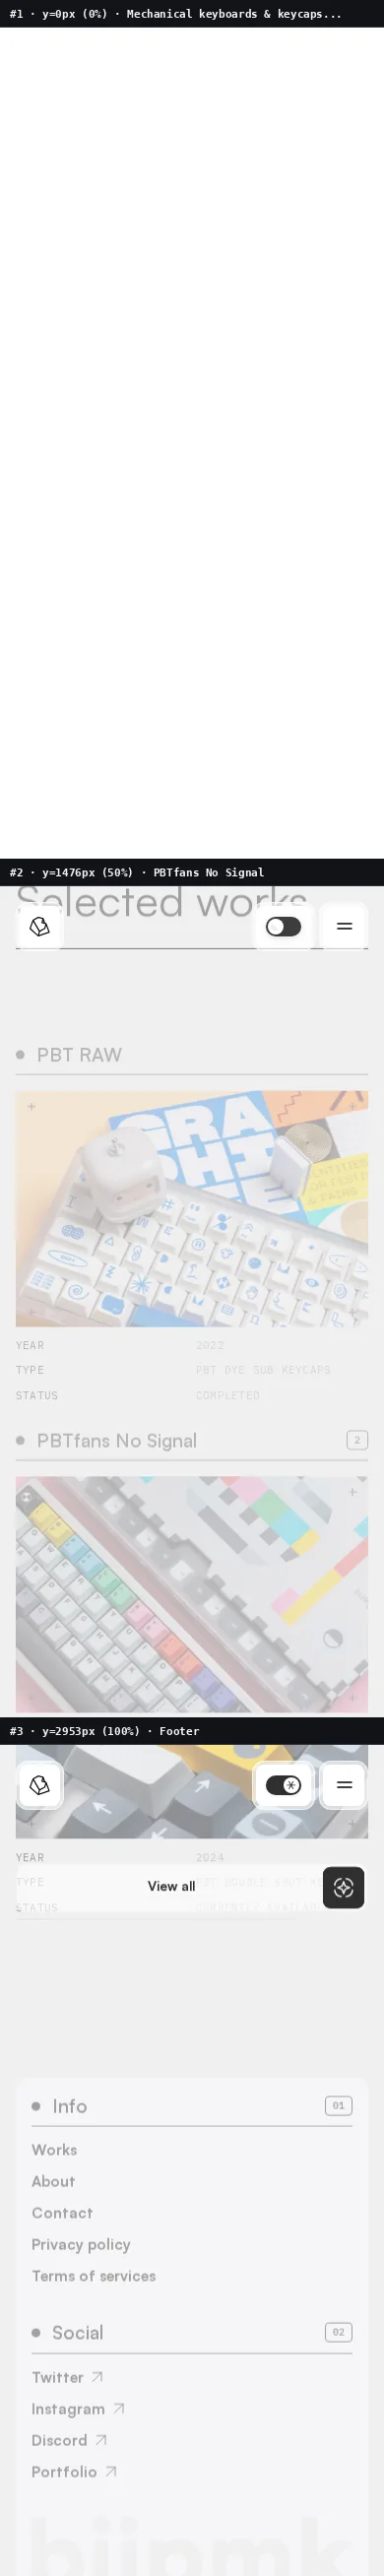 #1 · y=0px (0%) · Mechanical keyboards & keycaps...
#2 · y=1476px (50%) · PBTfans No Signal
Selected works
PBT RAW
YEAR 2022
TYPE PBT DYE SUB KEYCAPS
STATUS COMPLETED
PBTfans No Signal 2
#3 · y=2953px (100%) · Footer
YEAR 2024
TYPE
View all
STATUS
Info 01
Works
About
Contact
Privacy policy
Terms of services
Social 02
Twitter
Instagram
Discord
Portfolio
biipmk